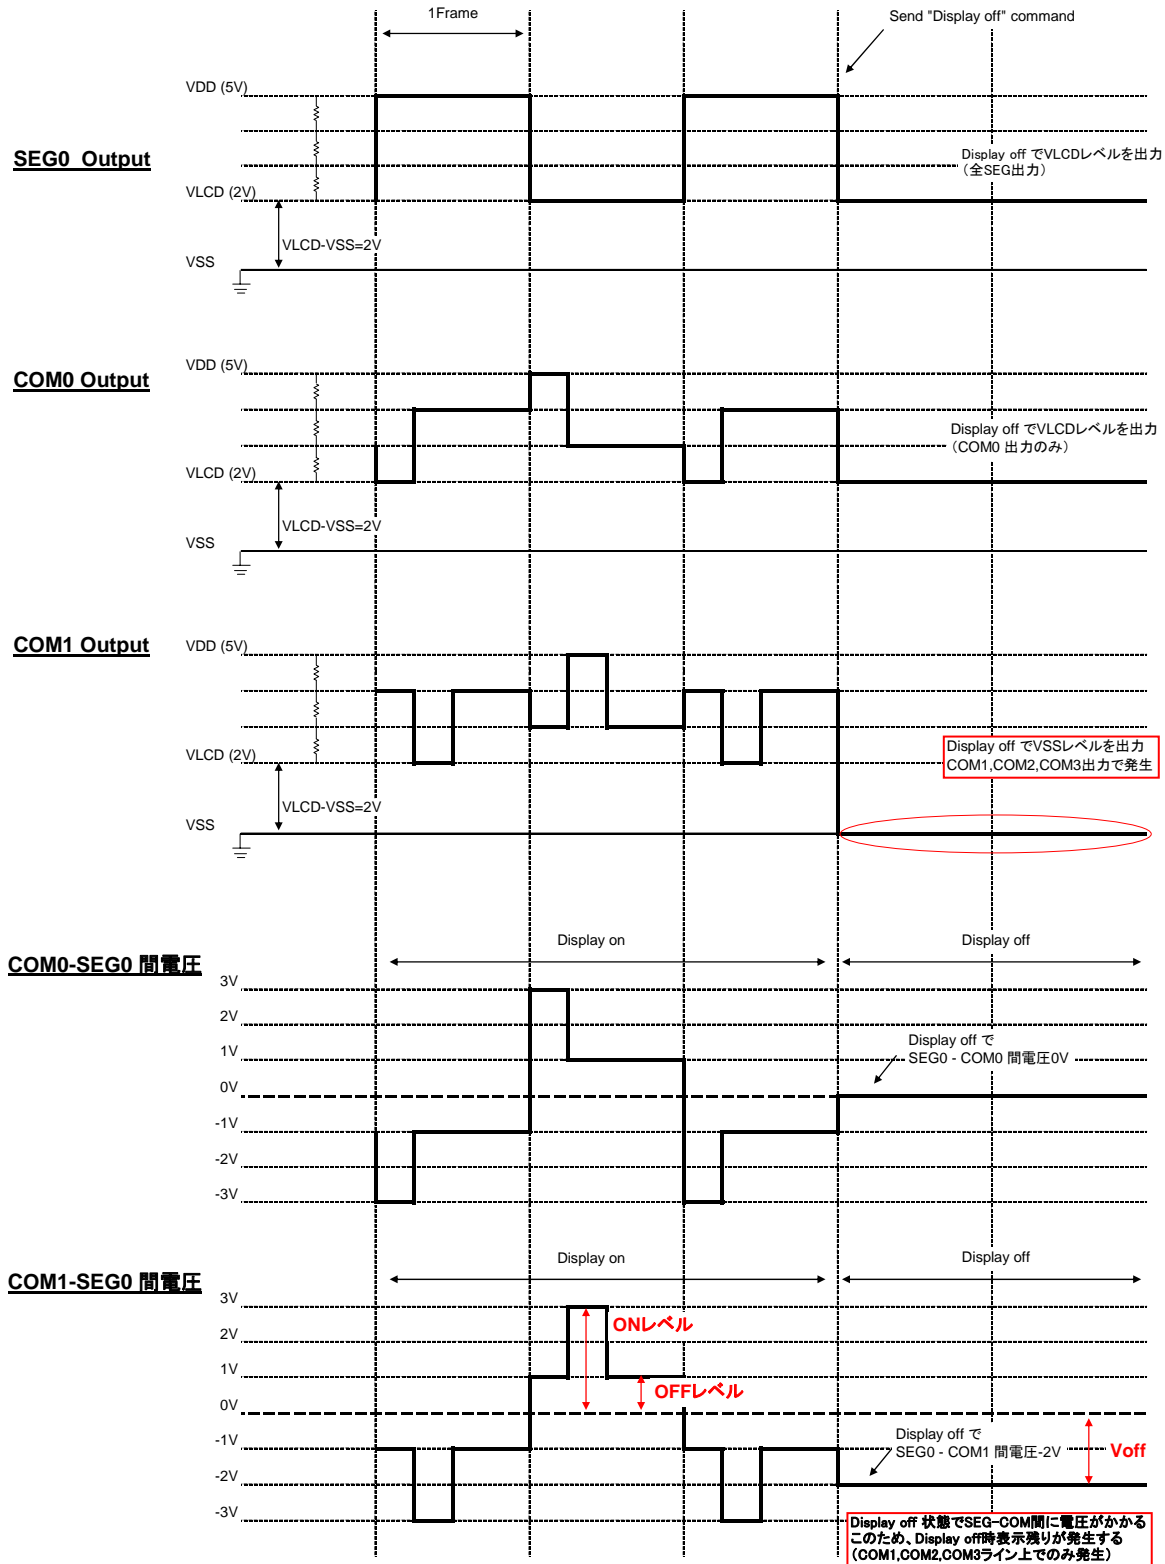 1Frame
Send "Display off" command
SEG0 Output
VDD (5V)
VLCD (2V)
VLCD-VSS=2V
VSS
Display off でVLCDレベルを出力
（全SEG出力）
COM0 Output
VDD (5V)
VLCD (2V)
VLCD-VSS=2V
VSS
Display off でVLCDレベルを出力
（COM0 出力のみ）
COM1 Output
VDD (5V)
VLCD (2V)
VLCD-VSS=2V
VSS
Display off でVSSレベルを出力
COM1,COM2,COM3出力で発生
COM0-SEG0 間電圧
Display on
Display off
3V
2V
1V
0V
-1V
-2V
-3V
Display off で
SEG0 - COM0 間電圧0V
COM1-SEG0 間電圧
Display on
Display off
3V
2V
1V
0V
-1V
-2V
-3V
ONレベル
OFFレベル
Display off で
SEG0 - COM1 間電圧-2V
Voff
Display off 状態でSEG-COM間に電圧がかかる
このため、Display off時表示残りが発生する
（COM1,COM2,COM3ライン上でのみ発生）